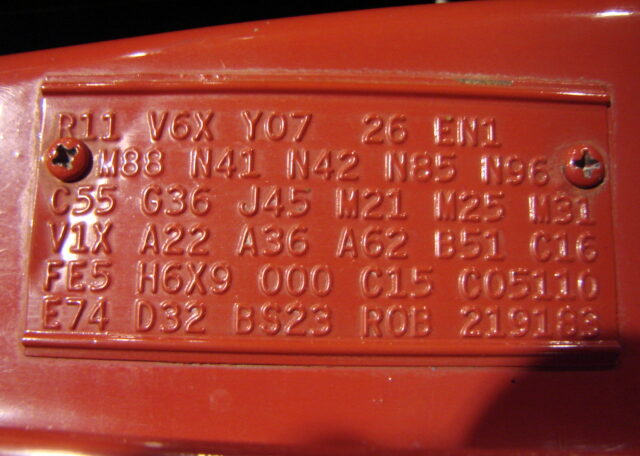 R11 V6X Y07 26 EN1
M88 N41 N42 N85 N96
C55 G36 J45 M21 M25 M31
V1X A22 A36 A62 B51 C16
FE5 H6X9 000 C15 C05110
E74 D32 BS23 R0B 219183